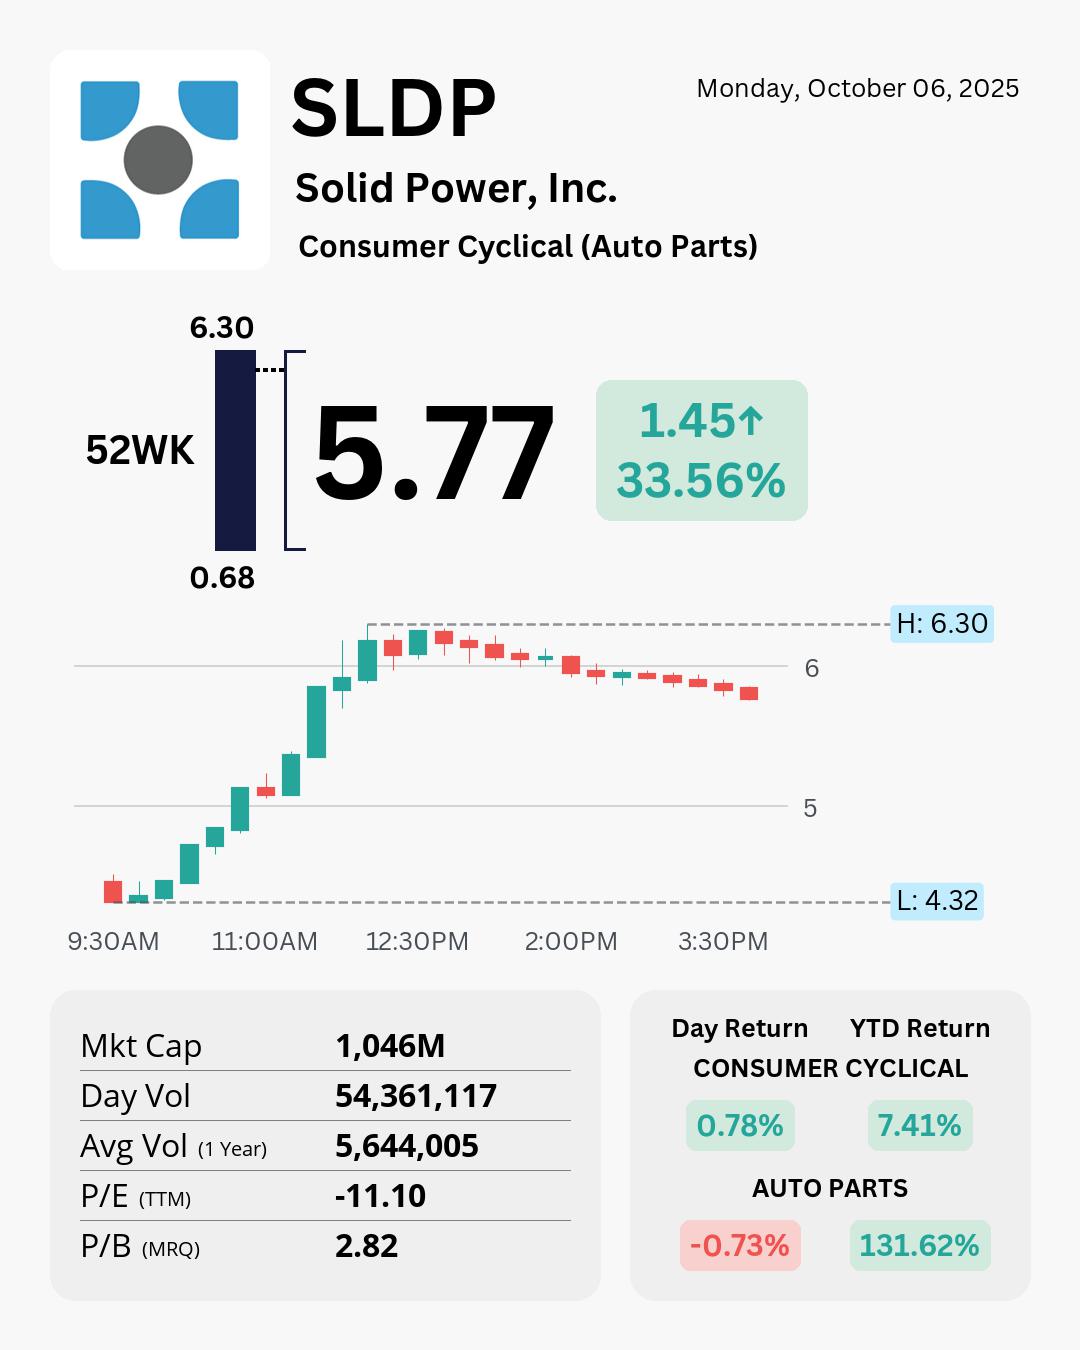 SLDP
Monday, October 06, 2025
Solid Power, Inc.
Consumer Cyclical (Auto Parts)
6.30
52WK
5.77
1.45↑
33.56%
0.68
H: 6.30
6
5
L: 4.32
9:30AM 11:00AM 12:30PM 2:00PM 3:30PM
Mkt Cap 1,046M
Day Vol 54,361,117
Avg Vol (1 Year) 5,644,005
P/E (TTM) -11.10
P/B (MRQ) 2.82
Day Return YTD Return
CONSUMER CYCLICAL
0.78% 7.41%
AUTO PARTS
-0.73% 131.62%